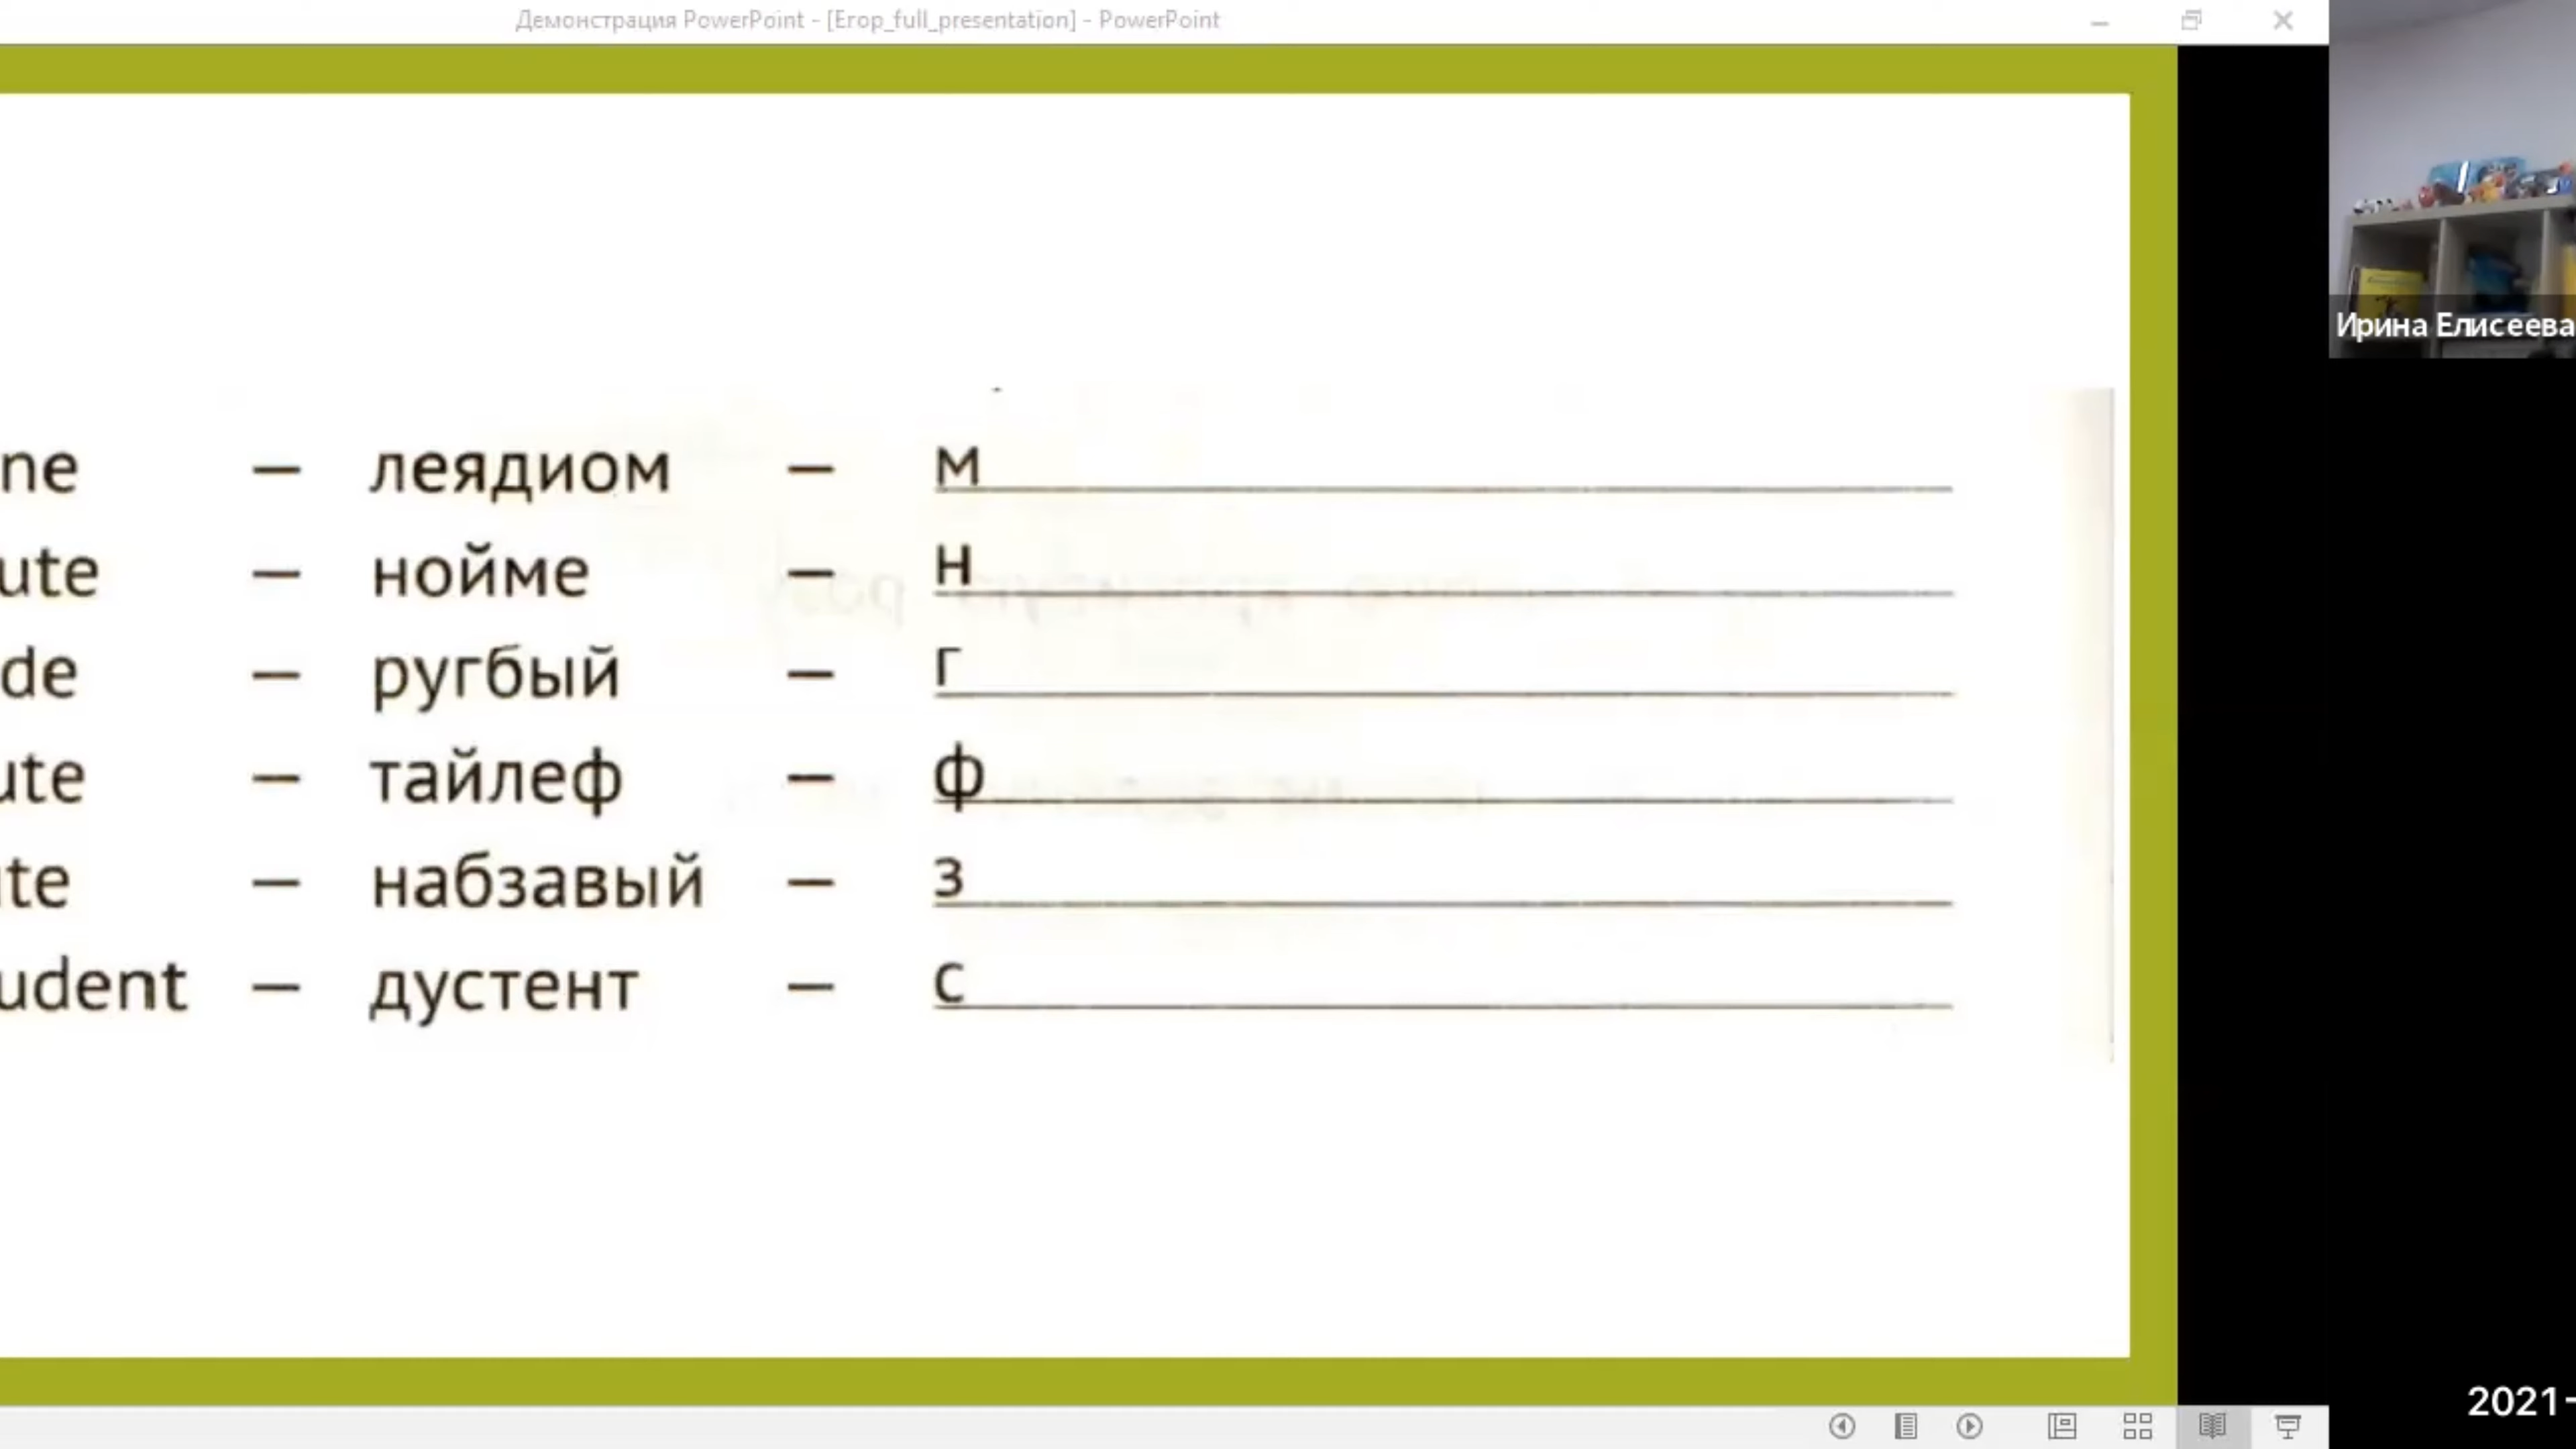 Демонстрация PowerPoint - [Егор_full_presentation] - PowerPoint
Ирина Елисеева
ne – леядиом – м
ute – нойме – н
de – ругбый – г
ute – тайлеф – ф
te – набзавый – з
udent – дустент – с
2021-